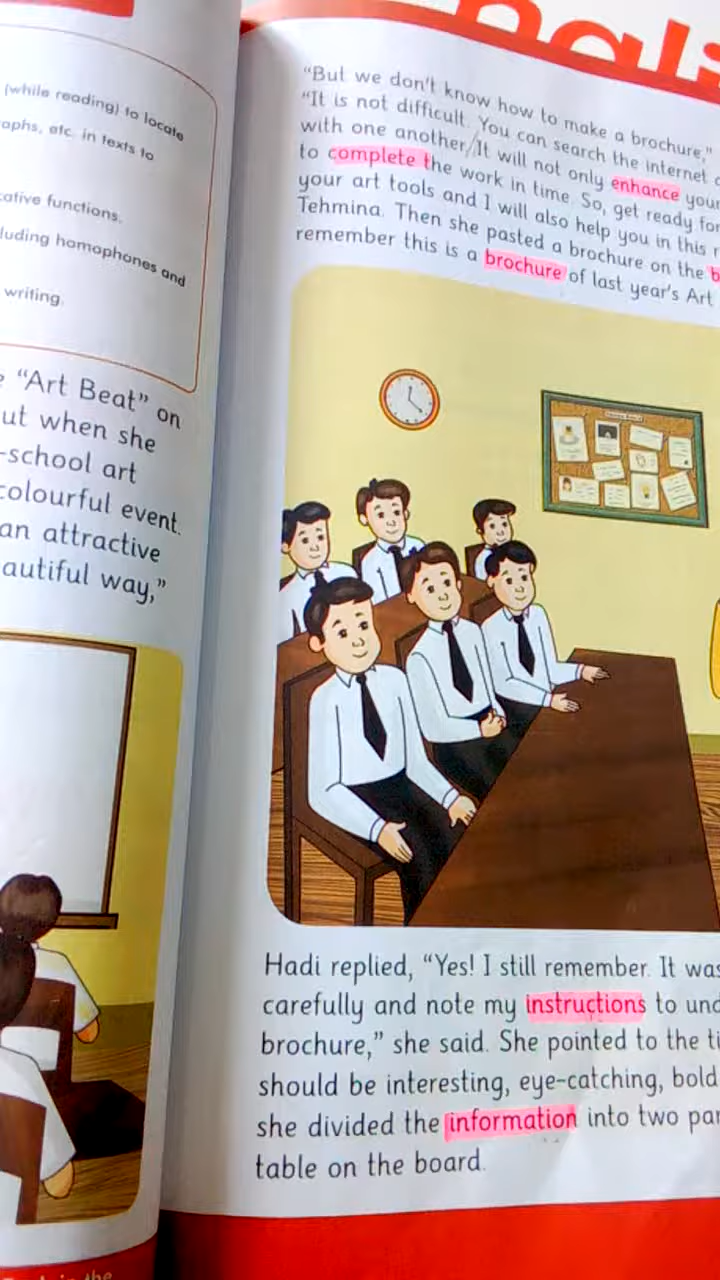 (while reading) to locate
aphs, etc. in texts to
ative functions.
luding homophones and
writing.
"Art Beat" on
ut when she
-school art
colourful event.
an attractive
autiful way,"
"But we don't know how to make a brochure,"
"It is not difficult. You can search the internet
with one another. It will not only enhance your
to complete the work in time. So, get ready for
your art tools and I will also help you in this
Tehmina. Then she pasted a brochure on the
remember this is a brochure of last year's Art
Hadi replied, "Yes! I still remember. It was
carefully and note my instructions to
brochure," she said. She pointed to the
should be interesting, eye-catching, bold
she divided the information into two
table on the board.